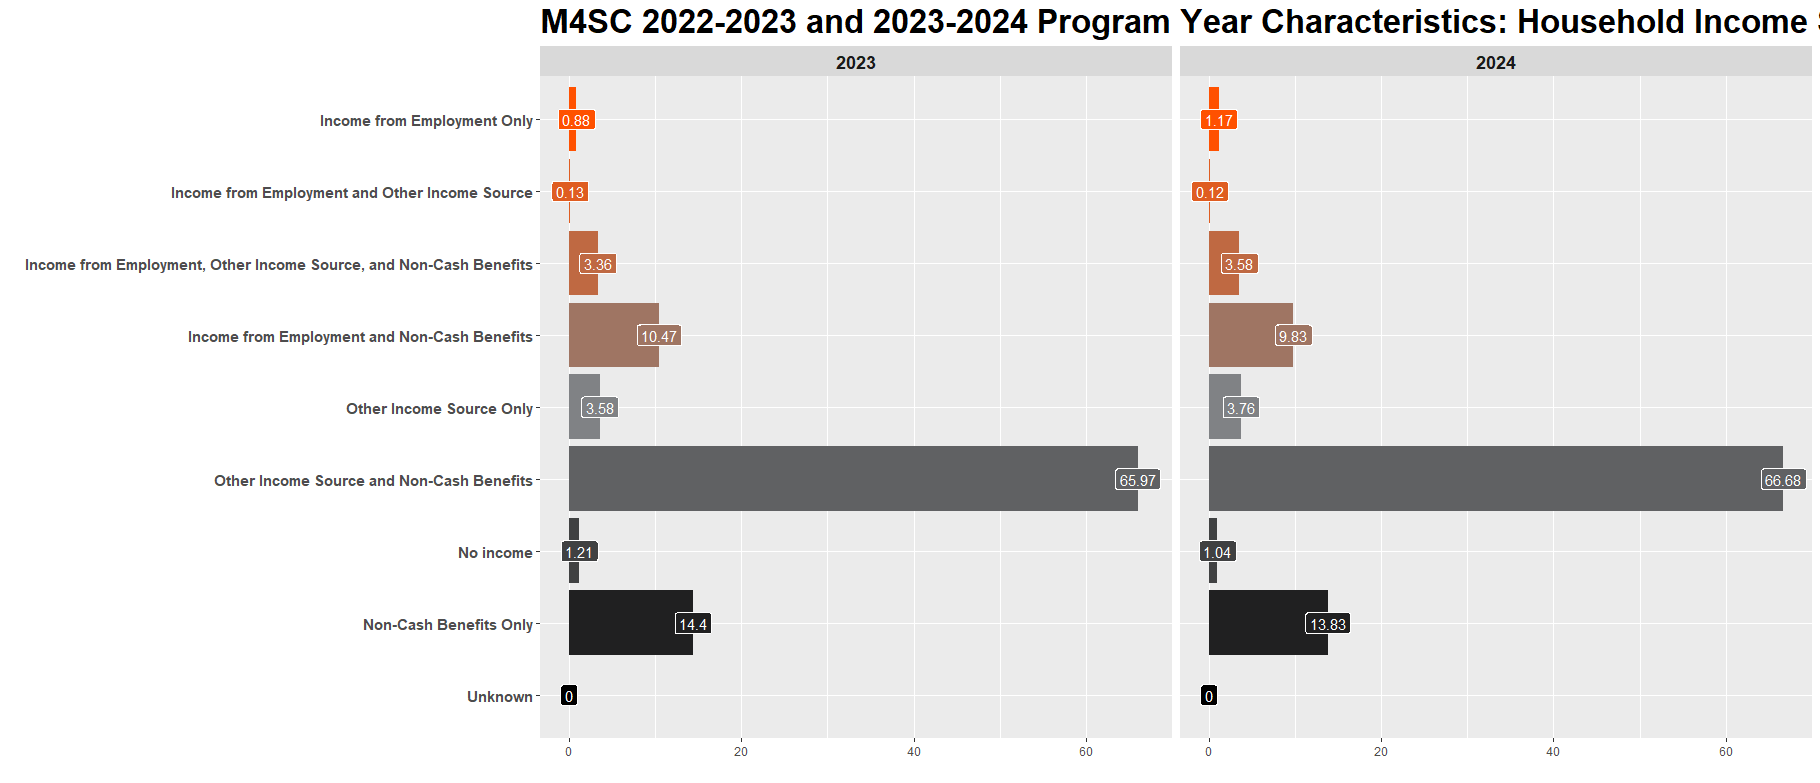 M4SC 2022-2023 and 2023-2024 Program Year Characteristics: Household Income
2023
2024
Income from Employment Only
0.88
1.17
Income from Employment and Other Income Source
0.13
0.12
Income from Employment, Other Income Source, and Non-Cash Benefits
3.36
3.58
Income from Employment and Non-Cash Benefits
10.47
9.83
Other Income Source Only
3.58
3.76
Other Income Source and Non-Cash Benefits
65.97
66.68
No income
1.21
1.04
Non-Cash Benefits Only
14.4
13.83
Unknown
0
0
0 20 40 60
0 20 40 60